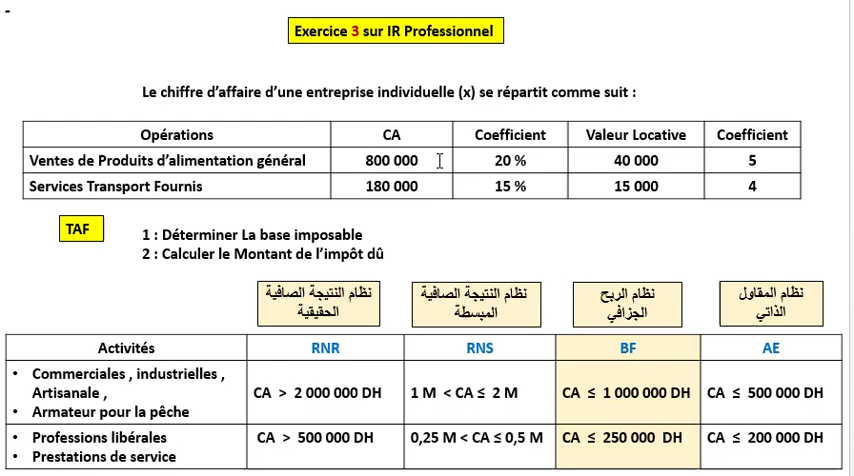 -
Exercice 3 sur IR Professionnel
Le chiffre d'affaire d'une entreprise individuelle (x) se répartit comme suit :
Opérations CA Coefficient Valeur Locative Coefficient
Ventes de Produits d'alimentation général 800 000 20 % 40 000 5
Services Transport Fournis 180 000 15 % 15 000 4
TAF
1 : Déterminer La base imposable
2 : Calculer le Montant de l'impôt dû
نظام النتيجة الصافية
الحقيقية
نظام النتيجة الصافية
المبسطة
نظام الربح
الجزافي
نظام المقاول
الذاتي
Activités RNR RNS BF AE
• Commerciales , industrielles ,
Artisanale ,
• Armateur pour la pêche
CA > 2 000 000 DH 1 M < CA ≤ 2 M CA ≤ 1 000 000 DH CA ≤ 500 000 DH
• Professions libérales
• Prestations de service
CA > 500 000 DH 0,25 M < CA ≤ 0,5 M CA ≤ 250 000 DH CA ≤ 200 000 DH